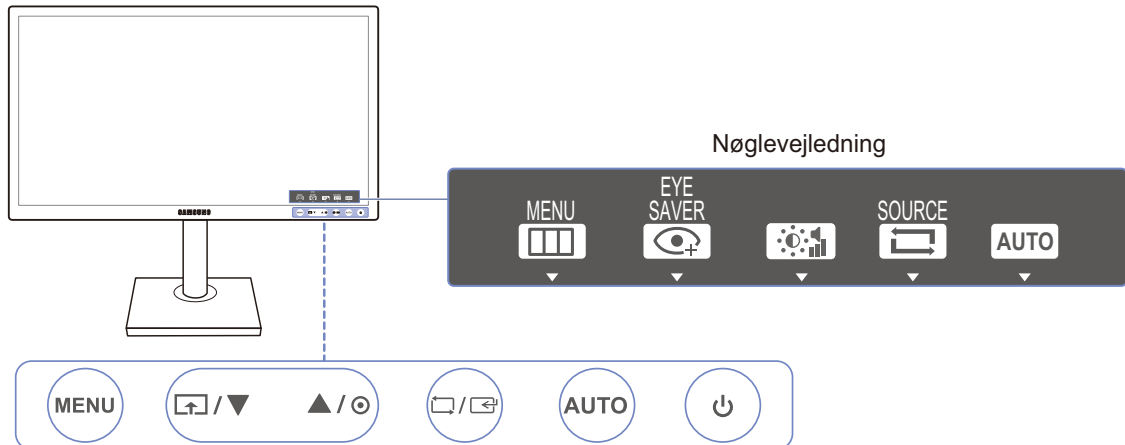 Nøglevejledning
MENU
EYE
SAVER
SOURCE
AUTO
SAMSUNG
MENU
AUTO